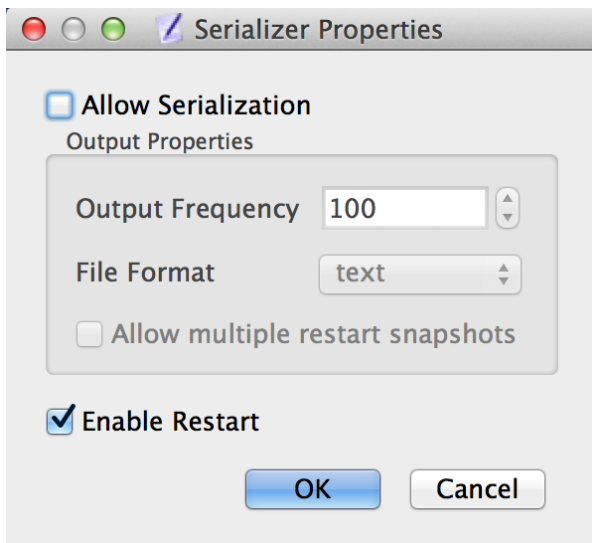 Serializer Properties
Allow Serialization
Output Properties
Output Frequency 100
File Format text
Allow multiple restart snapshots
Enable Restart
OK Cancel